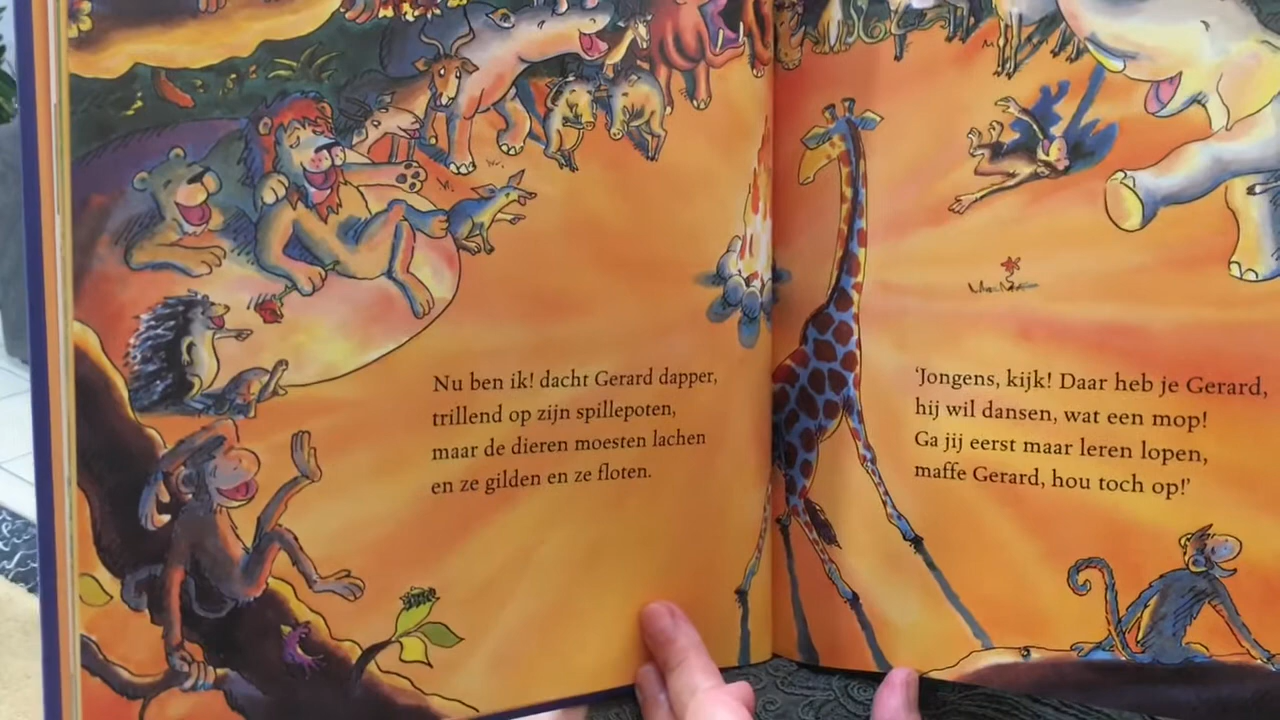 Nu ben ik! dacht Gerard dapper,
trillend op zijn spillepoten,
maar de dieren moesten lachen
en ze gilden en ze floten.
‘Jongens, kijk! Daar heb je Gerard,
hij wil dansen, wat een mop!
Ga jij eerst maar leren lopen,
maffe Gerard, hou toch op!’